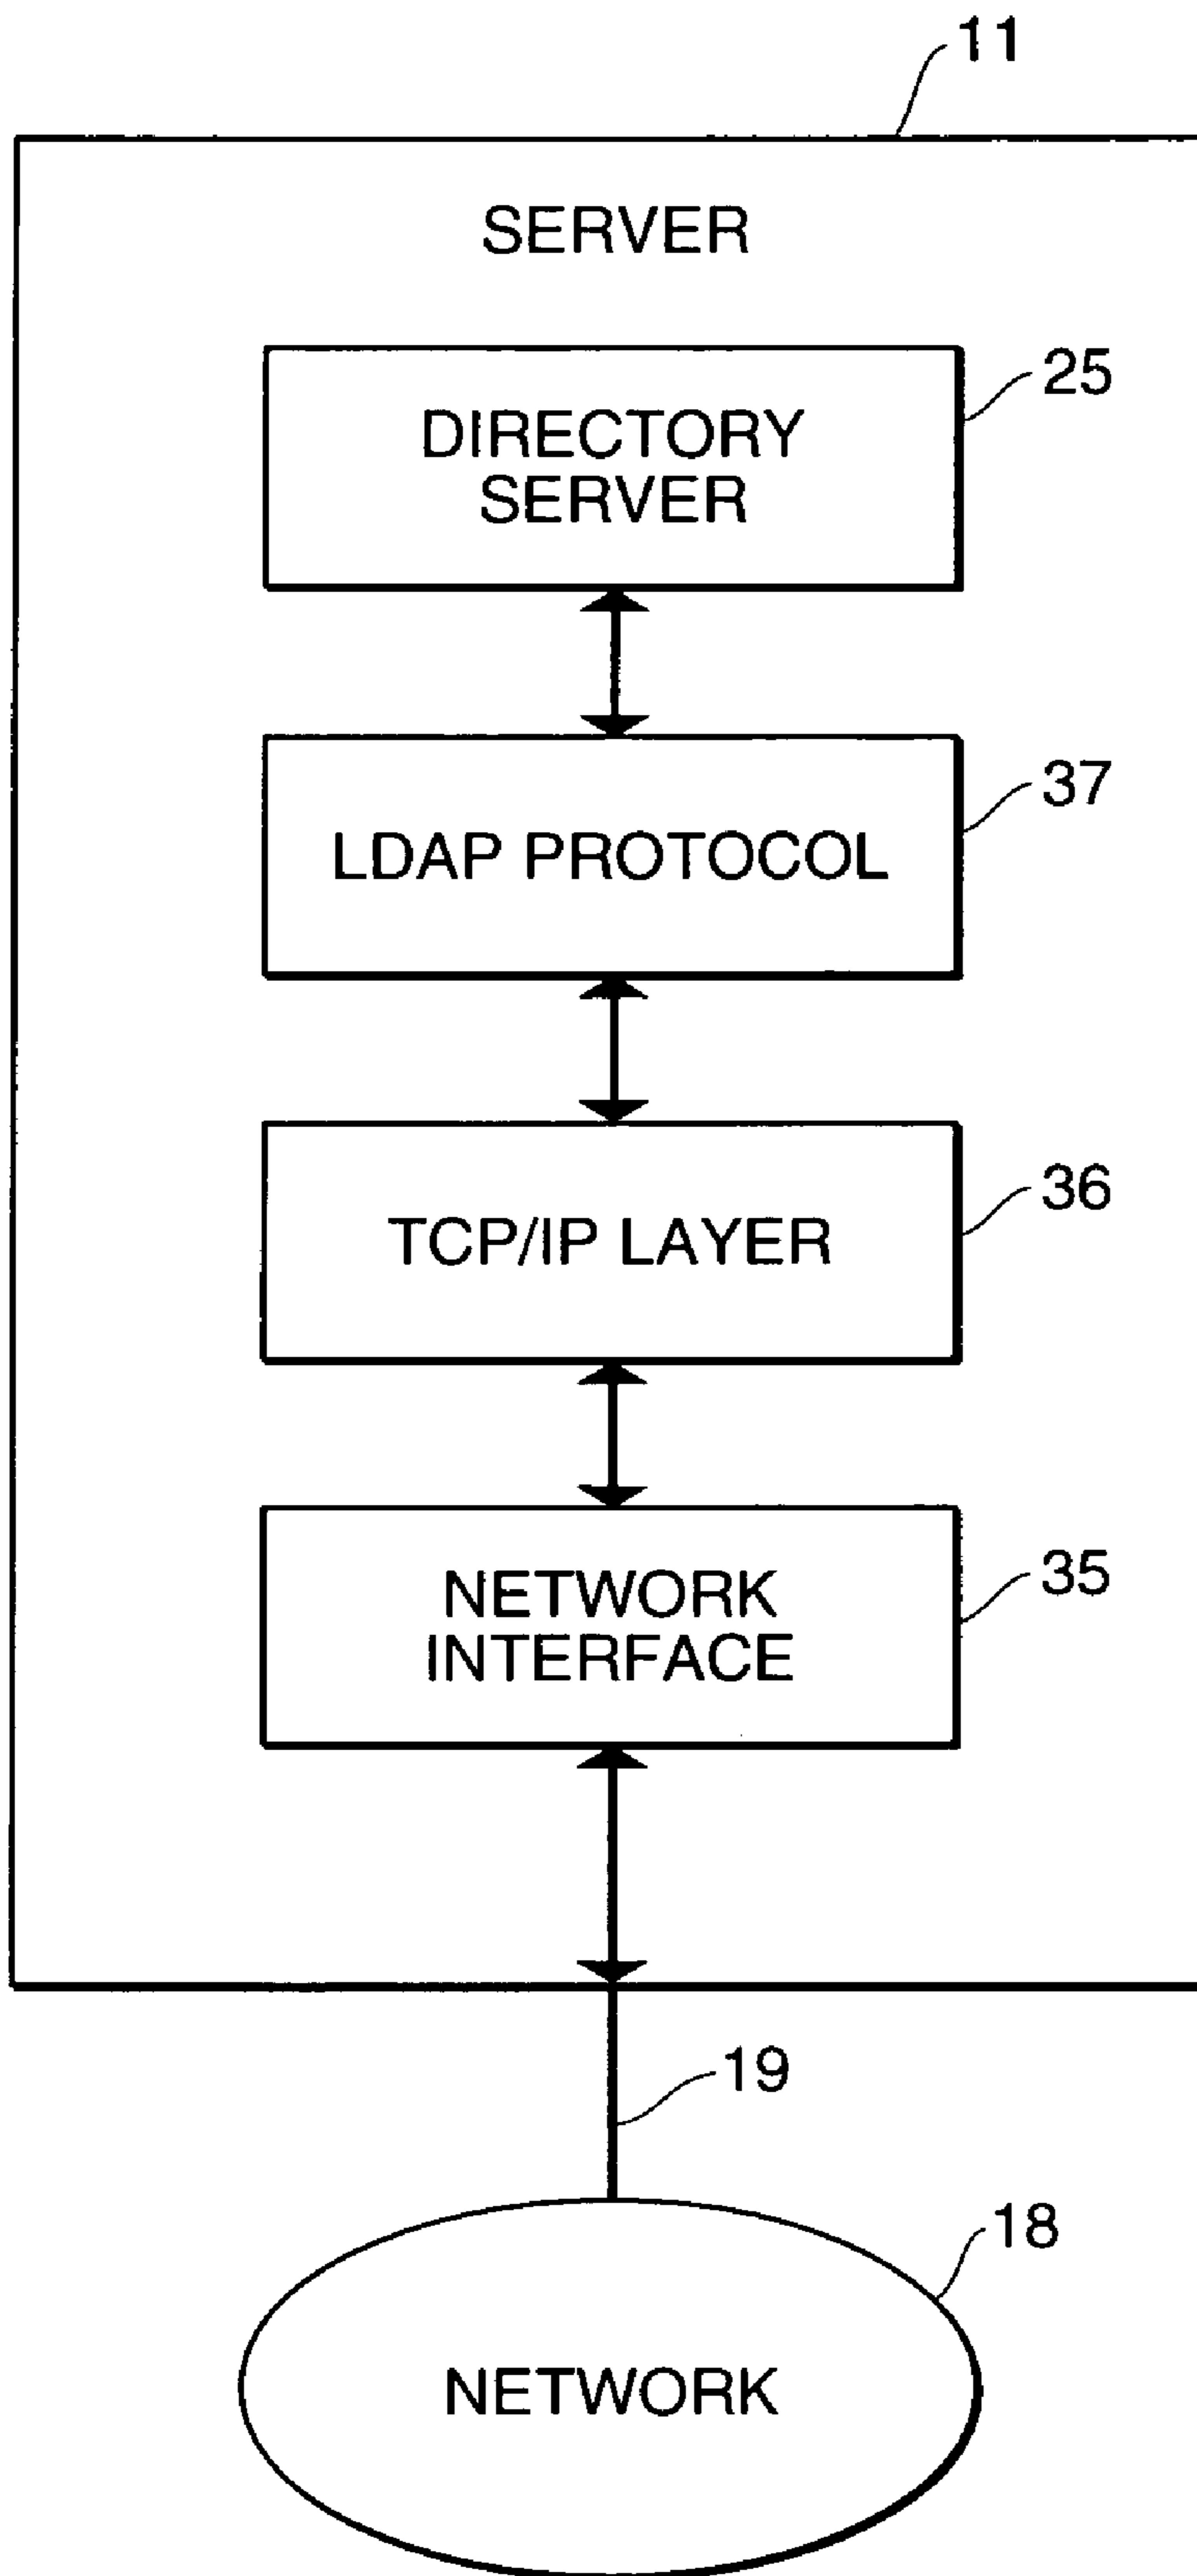 11
SERVER
25
DIRECTORY
SERVER
37
LDAP PROTOCOL
36
TCP/IP LAYER
35
NETWORK
INTERFACE
19
18
NETWORK